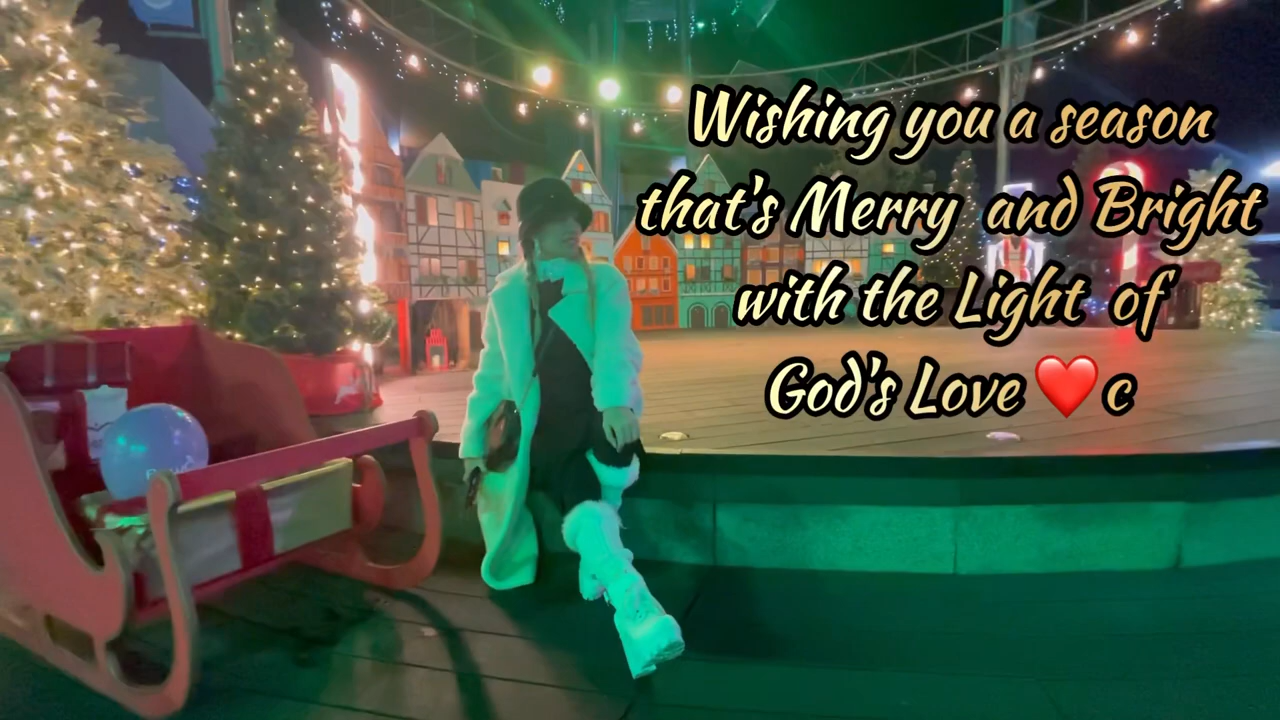 Wishing you a season
that's Merry and Bright
with the Light of
God's Love ❤️ c